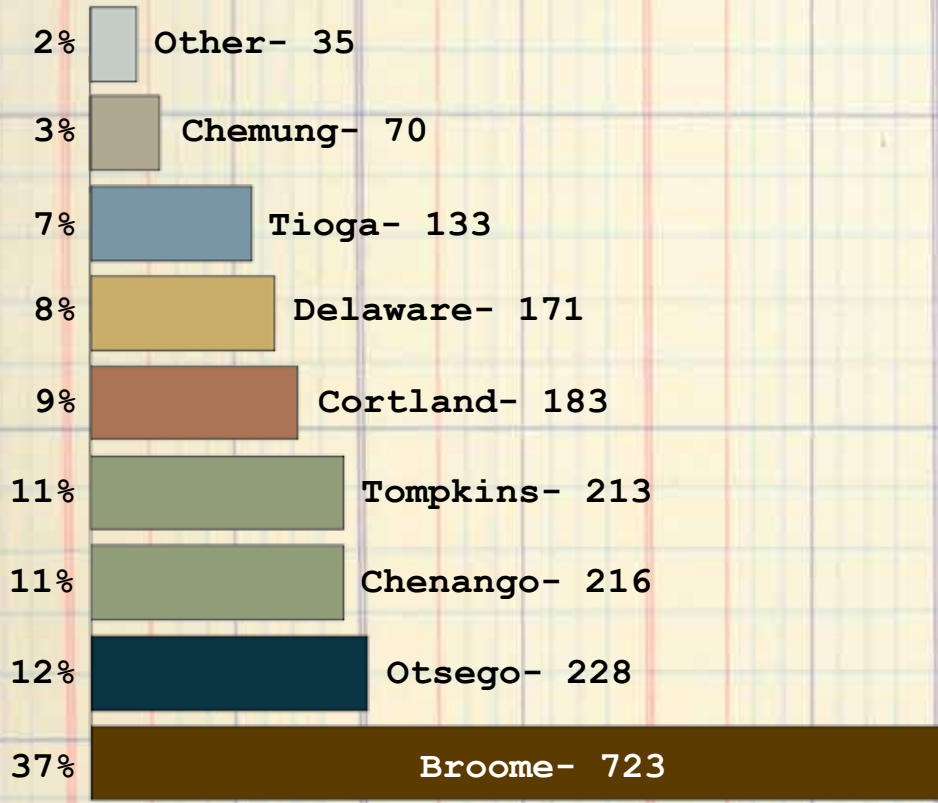 2% Other- 35
3% Chemung- 70
7% Tioga- 133
8% Delaware- 171
9% Cortland- 183
11% Tompkins- 213
11% Chenango- 216
12% Otsego- 228
37% Broome- 723